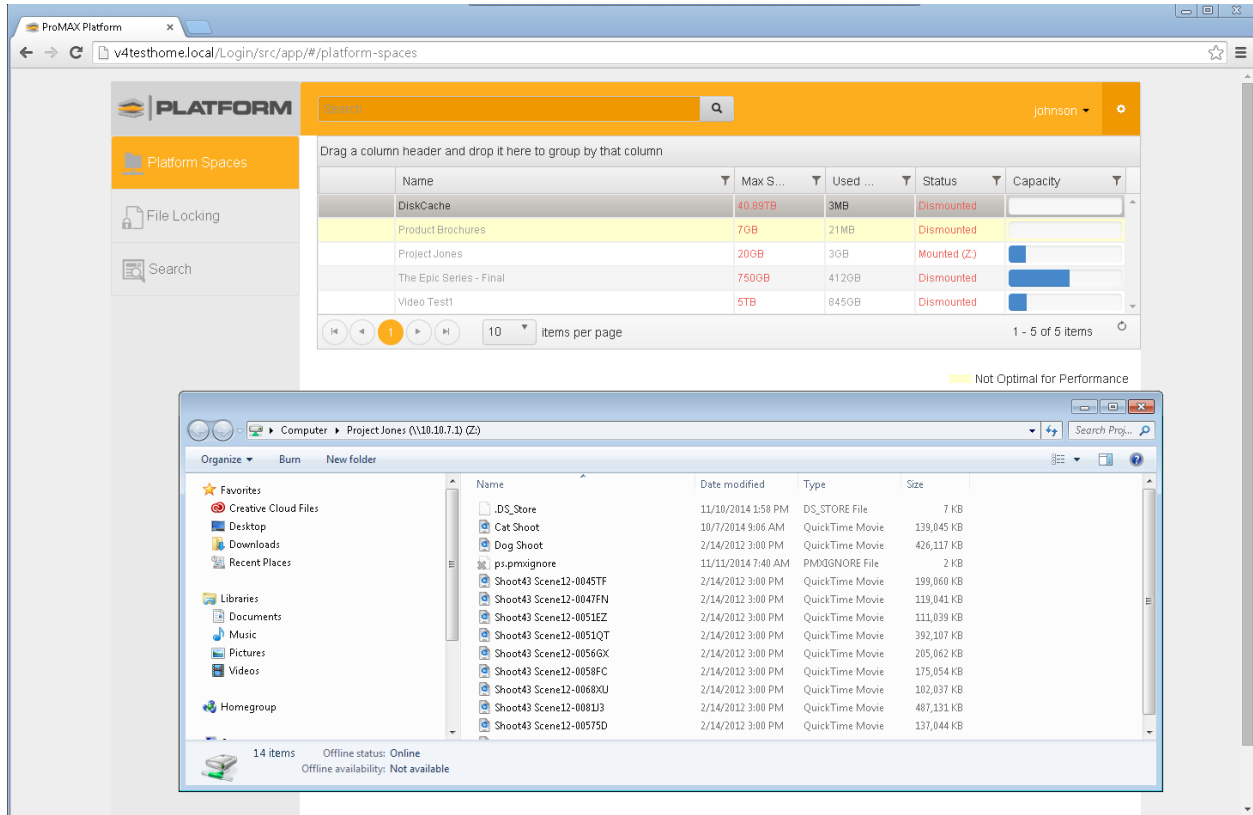 ProMAX Platform
v4testhome.local/Login/src/app/#/platform-spaces
PLATFORM
Search
johnson
Platform Spaces
File Locking
Search
Drag a column header and drop it here to group by that column
Name Max S... Used ... Status Capacity
DiskCache 40.89TB 3MB Dismounted
Product Brochures 7GB 21MB Dismounted
Project Jones 20GB 3GB Mounted (Z:)
The Epic Series - Final 750GB 412GB Dismounted
Video Test1 5TB 845GB Dismounted
1 10 items per page 1 - 5 of 5 items
Not Optimal for Performance
Computer Project Jones (\\10.10.7.1) (Z:) Search Proj...
Organize Burn New folder
Favorites
Creative Cloud Files
Desktop
Downloads
Recent Places
Libraries
Documents
Music
Pictures
Videos
Homegroup
Name Date modified Type Size
.DS_Store 11/10/2014 1:58 PM DS_STORE File 7 KB
Cat Shoot 10/7/2014 9:06 AM QuickTime Movie 139,045 KB
Dog Shoot 2/14/2012 3:00 PM QuickTime Movie 426,117 KB
ps.pmxignore 11/11/2014 7:40 AM PMXIGNORE File 2 KB
Shoot43 Scene12-0045TF 2/14/2012 3:00 PM QuickTime Movie 199,060 KB
Shoot43 Scene12-0047FN 2/14/2012 3:00 PM QuickTime Movie 119,041 KB
Shoot43 Scene12-0051EZ 2/14/2012 3:00 PM QuickTime Movie 111,039 KB
Shoot43 Scene12-0051QT 2/14/2012 3:00 PM QuickTime Movie 392,107 KB
Shoot43 Scene12-0056GX 2/14/2012 3:00 PM QuickTime Movie 205,062 KB
Shoot43 Scene12-0058FC 2/14/2012 3:00 PM QuickTime Movie 175,054 KB
Shoot43 Scene12-0068XU 2/14/2012 3:00 PM QuickTime Movie 102,037 KB
Shoot43 Scene12-0081J3 2/14/2012 3:00 PM QuickTime Movie 487,131 KB
Shoot43 Scene12-00575D 2/14/2012 3:00 PM QuickTime Movie 137,044 KB
14 items Offline status: Online
Offline availability: Not available